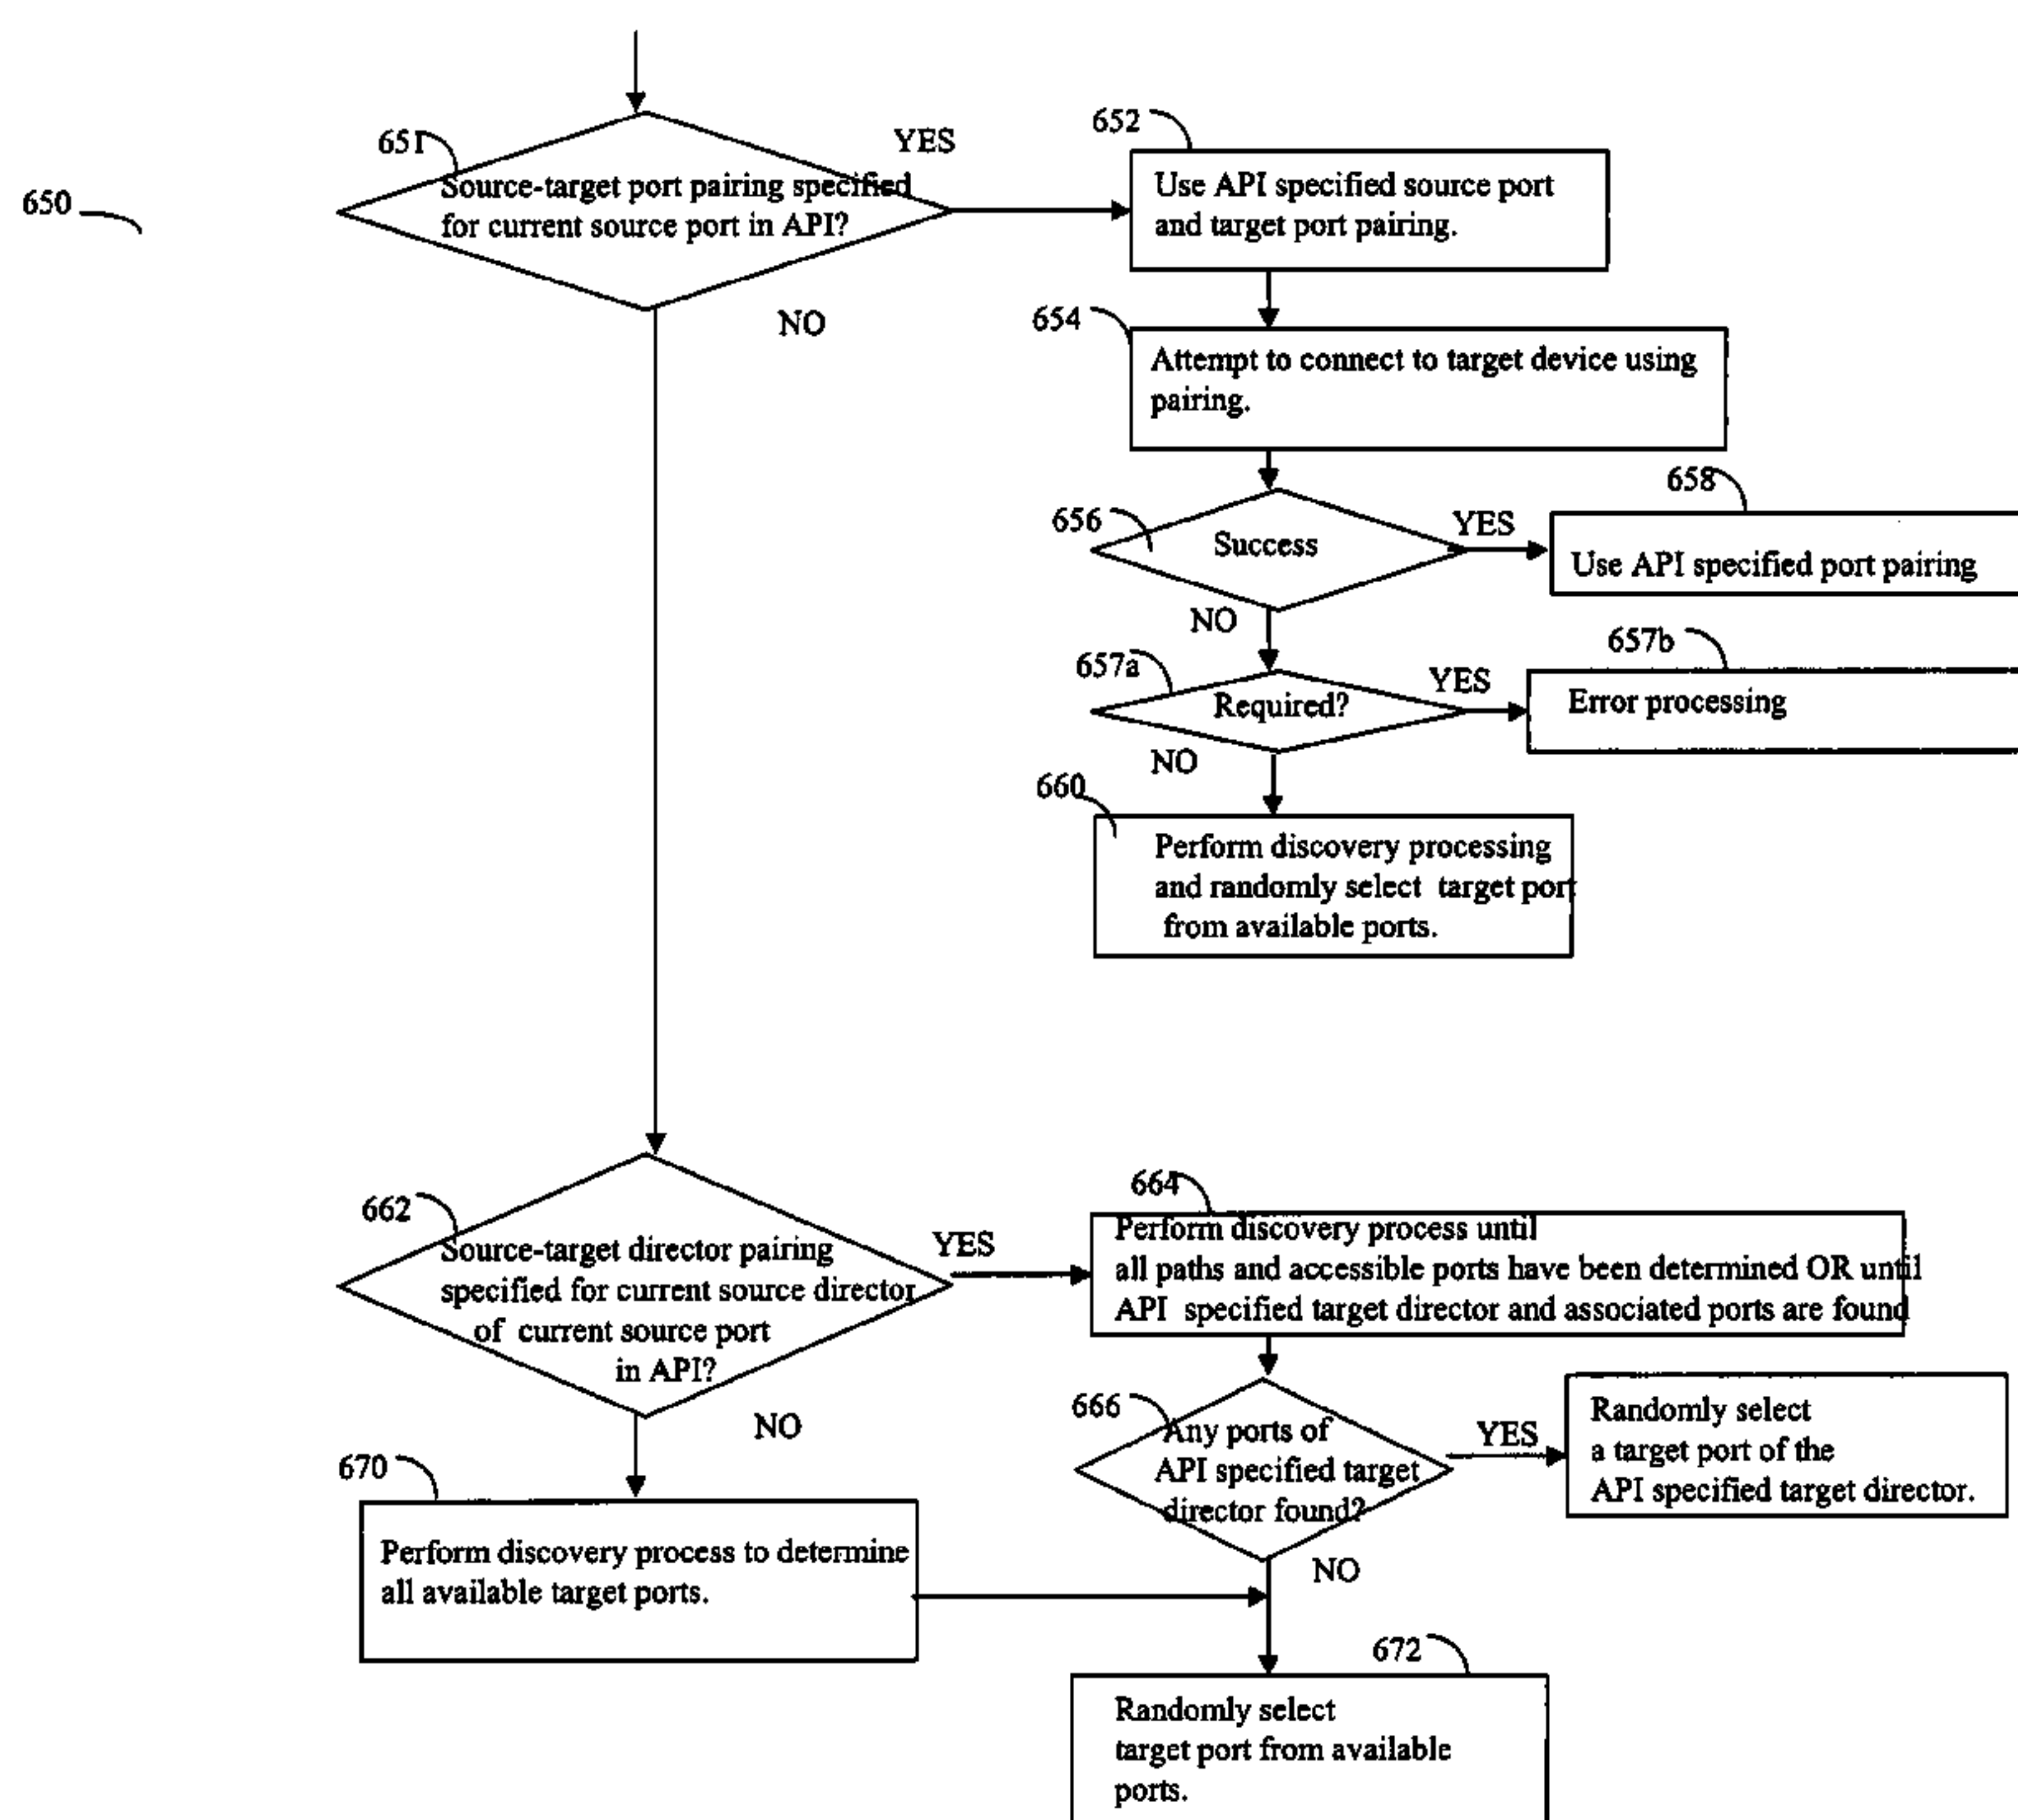 650
651
YES
Source-target port pairing specified
for current source port in API?
NO
652
Use API specified source port
and target port pairing.
654
Attempt to connect to target device using
pairing.
656
Success
YES
658
Use API specified port pairing
NO
657a
Required?
YES
657b
Error processing
NO
660
Perform discovery processing
and randomly select target port
from available ports.
662
Source-target director pairing
specified for current source director
of current source port
in API?
YES
NO
664
Perform discovery process until
all paths and accessible ports have been determined OR until
API specified target director and associated ports are found
666
Any ports of
API specified target
director found?
YES
Randomly select
a target port of the
API specified target director.
NO
670
Perform discovery process to determine
all available target ports.
672
Randomly select
target port from available
ports.